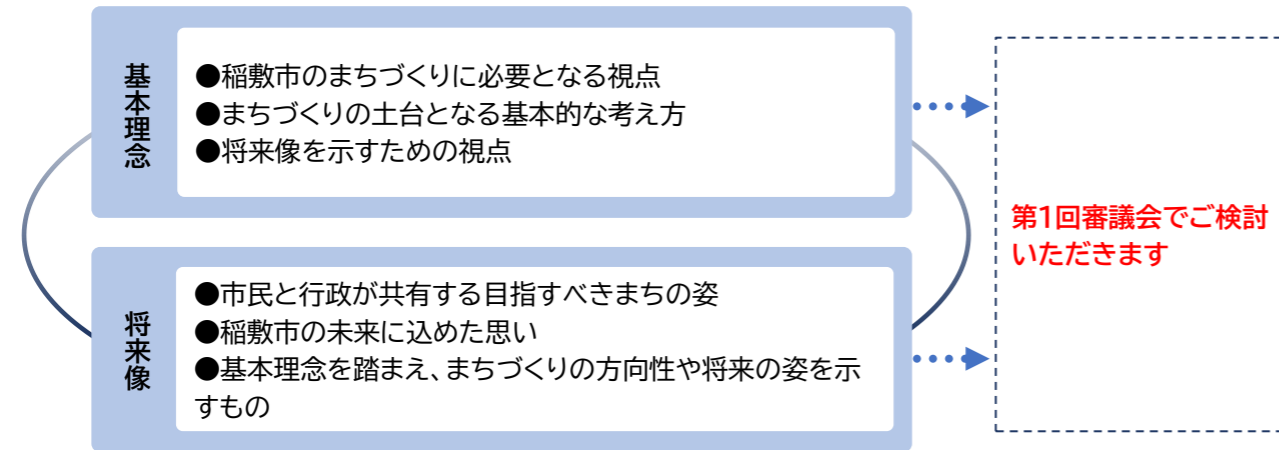 基本理念
●稲敷市のまちづくりに必要となる視点
●まちづくりの土台となる基本的な考え方
●将来像を示すための視点
将来像
●市民と行政が共有する目指すべきまちの姿
●稲敷市の未来に込めた思い
●基本理念を踏まえ、まちづくりの方向性や将来の姿を示
すもの
第1回審議会でご検討
いただきます